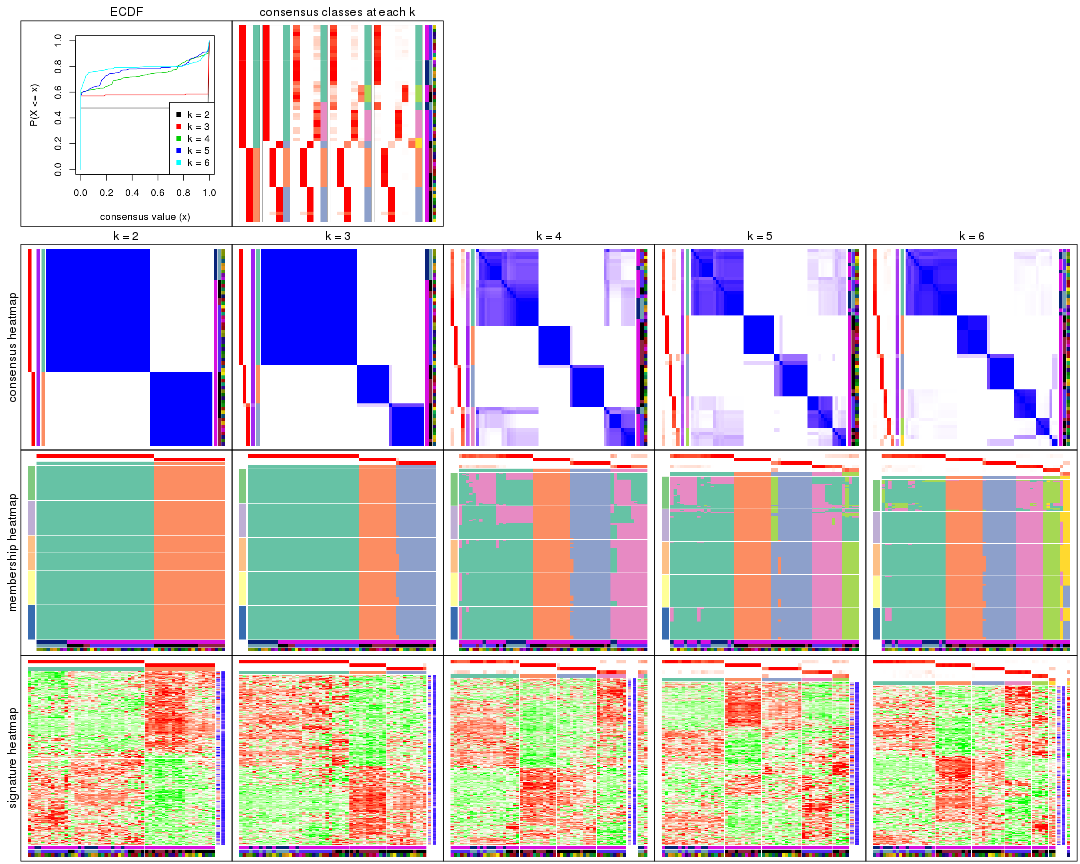 ECDF
consensus classes at each k
P(X <= x)
0.0 0.2 0.4 0.6 0.8 1.0
k = 2
k = 3
k = 4
k = 5
k = 6
0.0 0.2 0.4 0.6 0.8 1.0
consensus value (x)
k = 2
k = 3
k = 4
k = 5
k = 6
consensus heatmap
membership heatmap
signature heatmap